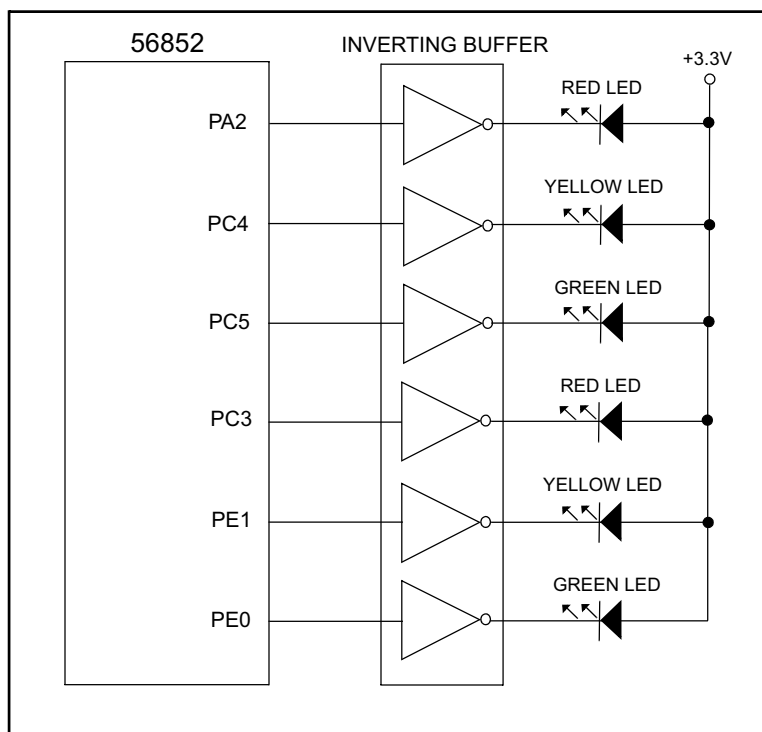 56852
INVERTING BUFFER
+3.3V
RED LED
PA2
YELLOW LED
PC4
GREEN LED
PC5
RED LED
PC3
YELLOW LED
PE1
GREEN LED
PE0